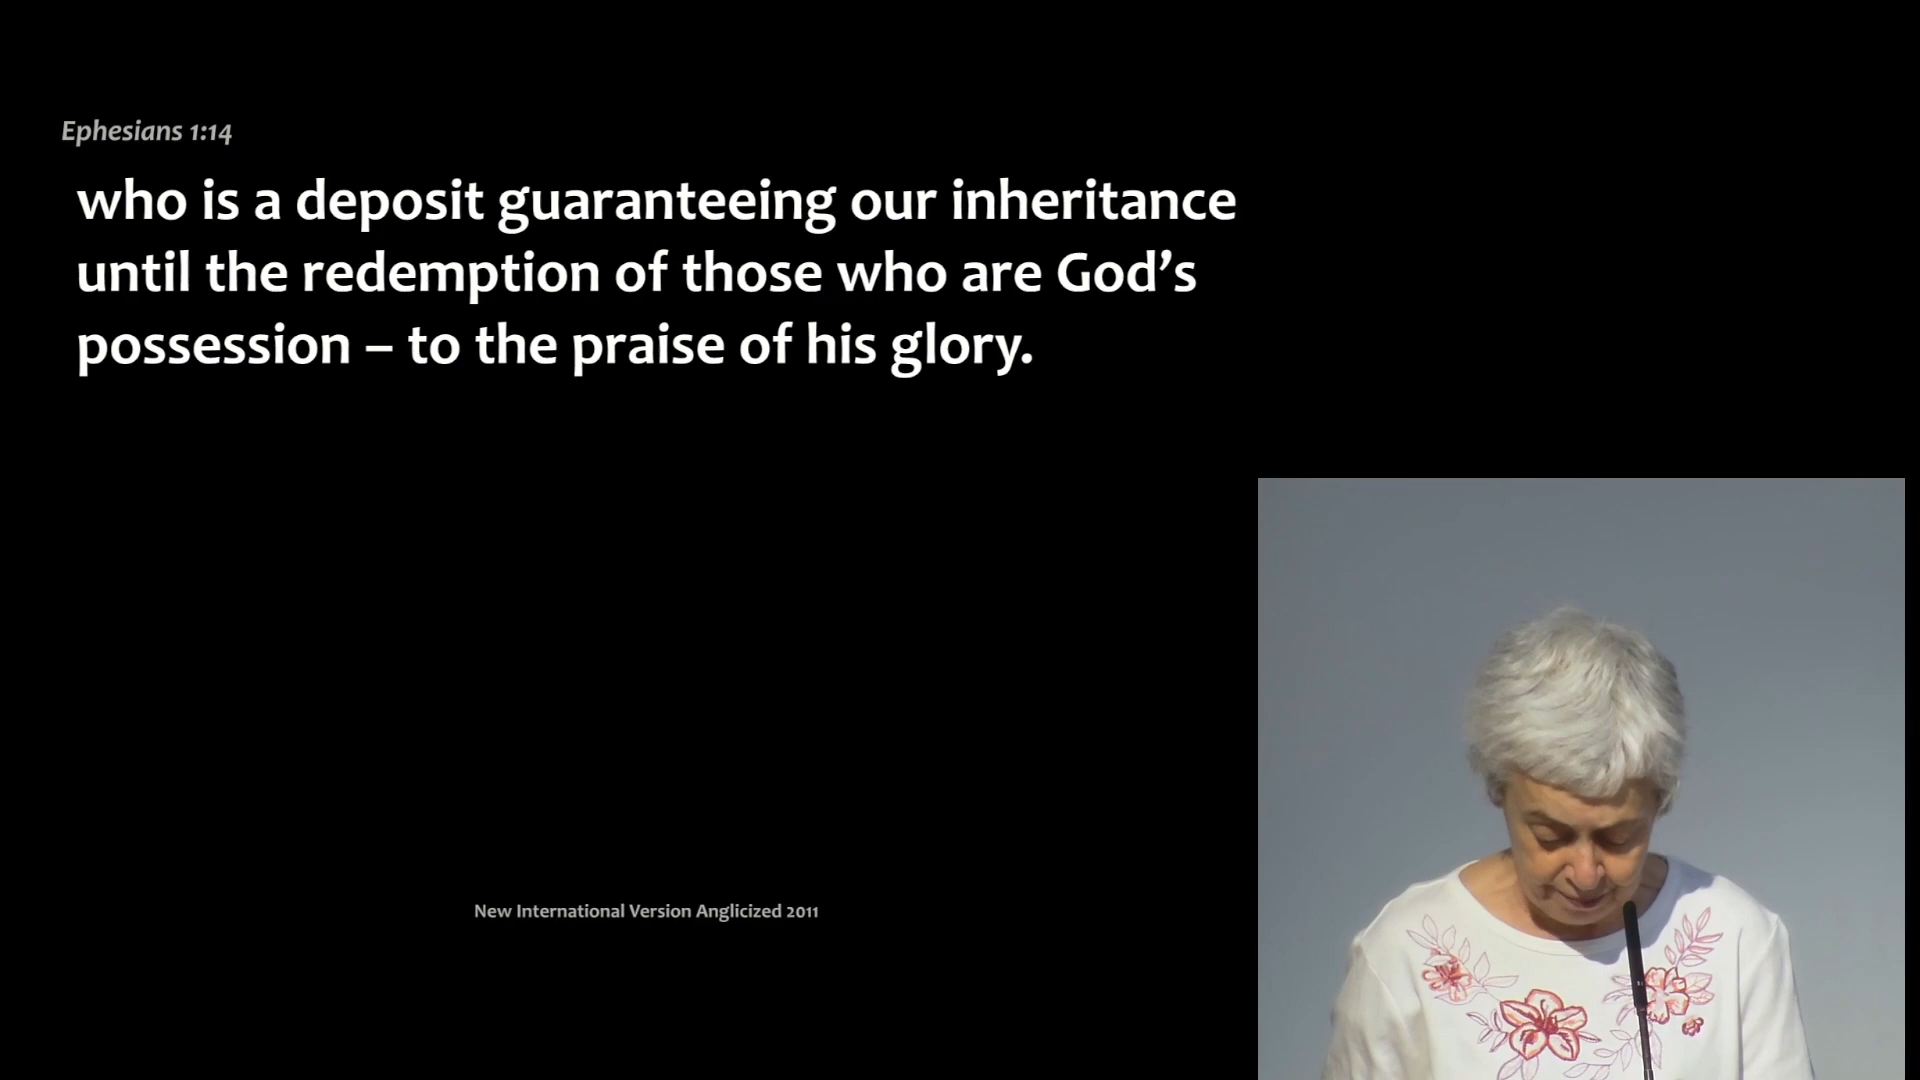 Ephesians 1:14
who is a deposit guaranteeing our inheritance
until the redemption of those who are God’s
possession – to the praise of his glory.
New International Version Anglicized 2011